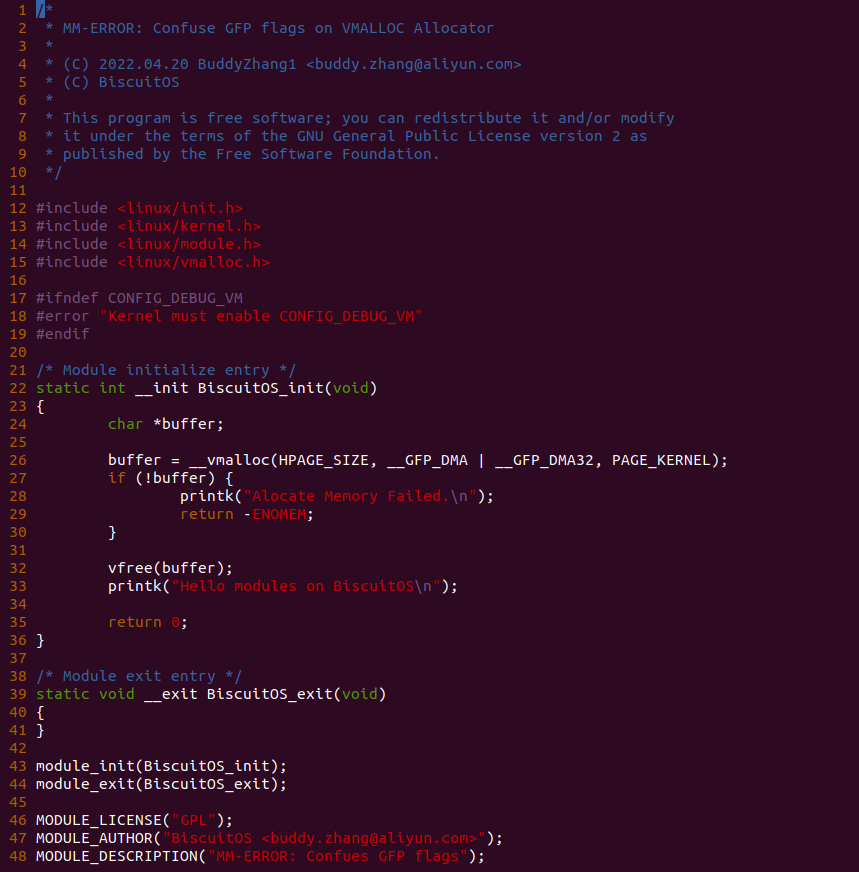 1 /*
2  * MM-ERROR: Confuse GFP flags on VMALLOC Allocator
3  *
4  * (C) 2022.04.20 BuddyZhang1 <buddy.zhang@aliyun.com>
5  * (C) BiscuitOS
6  *
7  * This program is free software; you can redistribute it and/or modify
8  * it under the terms of the GNU General Public License version 2 as
9  * published by the Free Software Foundation.
10  */
11
12 #include <linux/init.h>
13 #include <linux/kernel.h>
14 #include <linux/module.h>
15 #include <linux/vmalloc.h>
16
17 #ifndef CONFIG_DEBUG_VM
18 #error "Kernel must enable CONFIG_DEBUG_VM"
19 #endif
20
21 /* Module initialize entry */
22 static int __init BiscuitOS_init(void)
23 {
24         char *buffer;
25
26         buffer = __vmalloc(HPAGE_SIZE, __GFP_DMA | __GFP_DMA32, PAGE_KERNEL);
27         if (!buffer) {
28                 printk("Alocate Memory Failed.\n");
29                 return -ENOMEM;
30         }
31
32         vfree(buffer);
33         printk("Hello modules on BiscuitOS\n");
34
35         return 0;
36 }
37
38 /* Module exit entry */
39 static void __exit BiscuitOS_exit(void)
40 {
41 }
42
43 module_init(BiscuitOS_init);
44 module_exit(BiscuitOS_exit);
45
46 MODULE_LICENSE("GPL");
47 MODULE_AUTHOR("BiscuitOS <buddy.zhang@aliyun.com>");
48 MODULE_DESCRIPTION("MM-ERROR: Confues GFP flags");